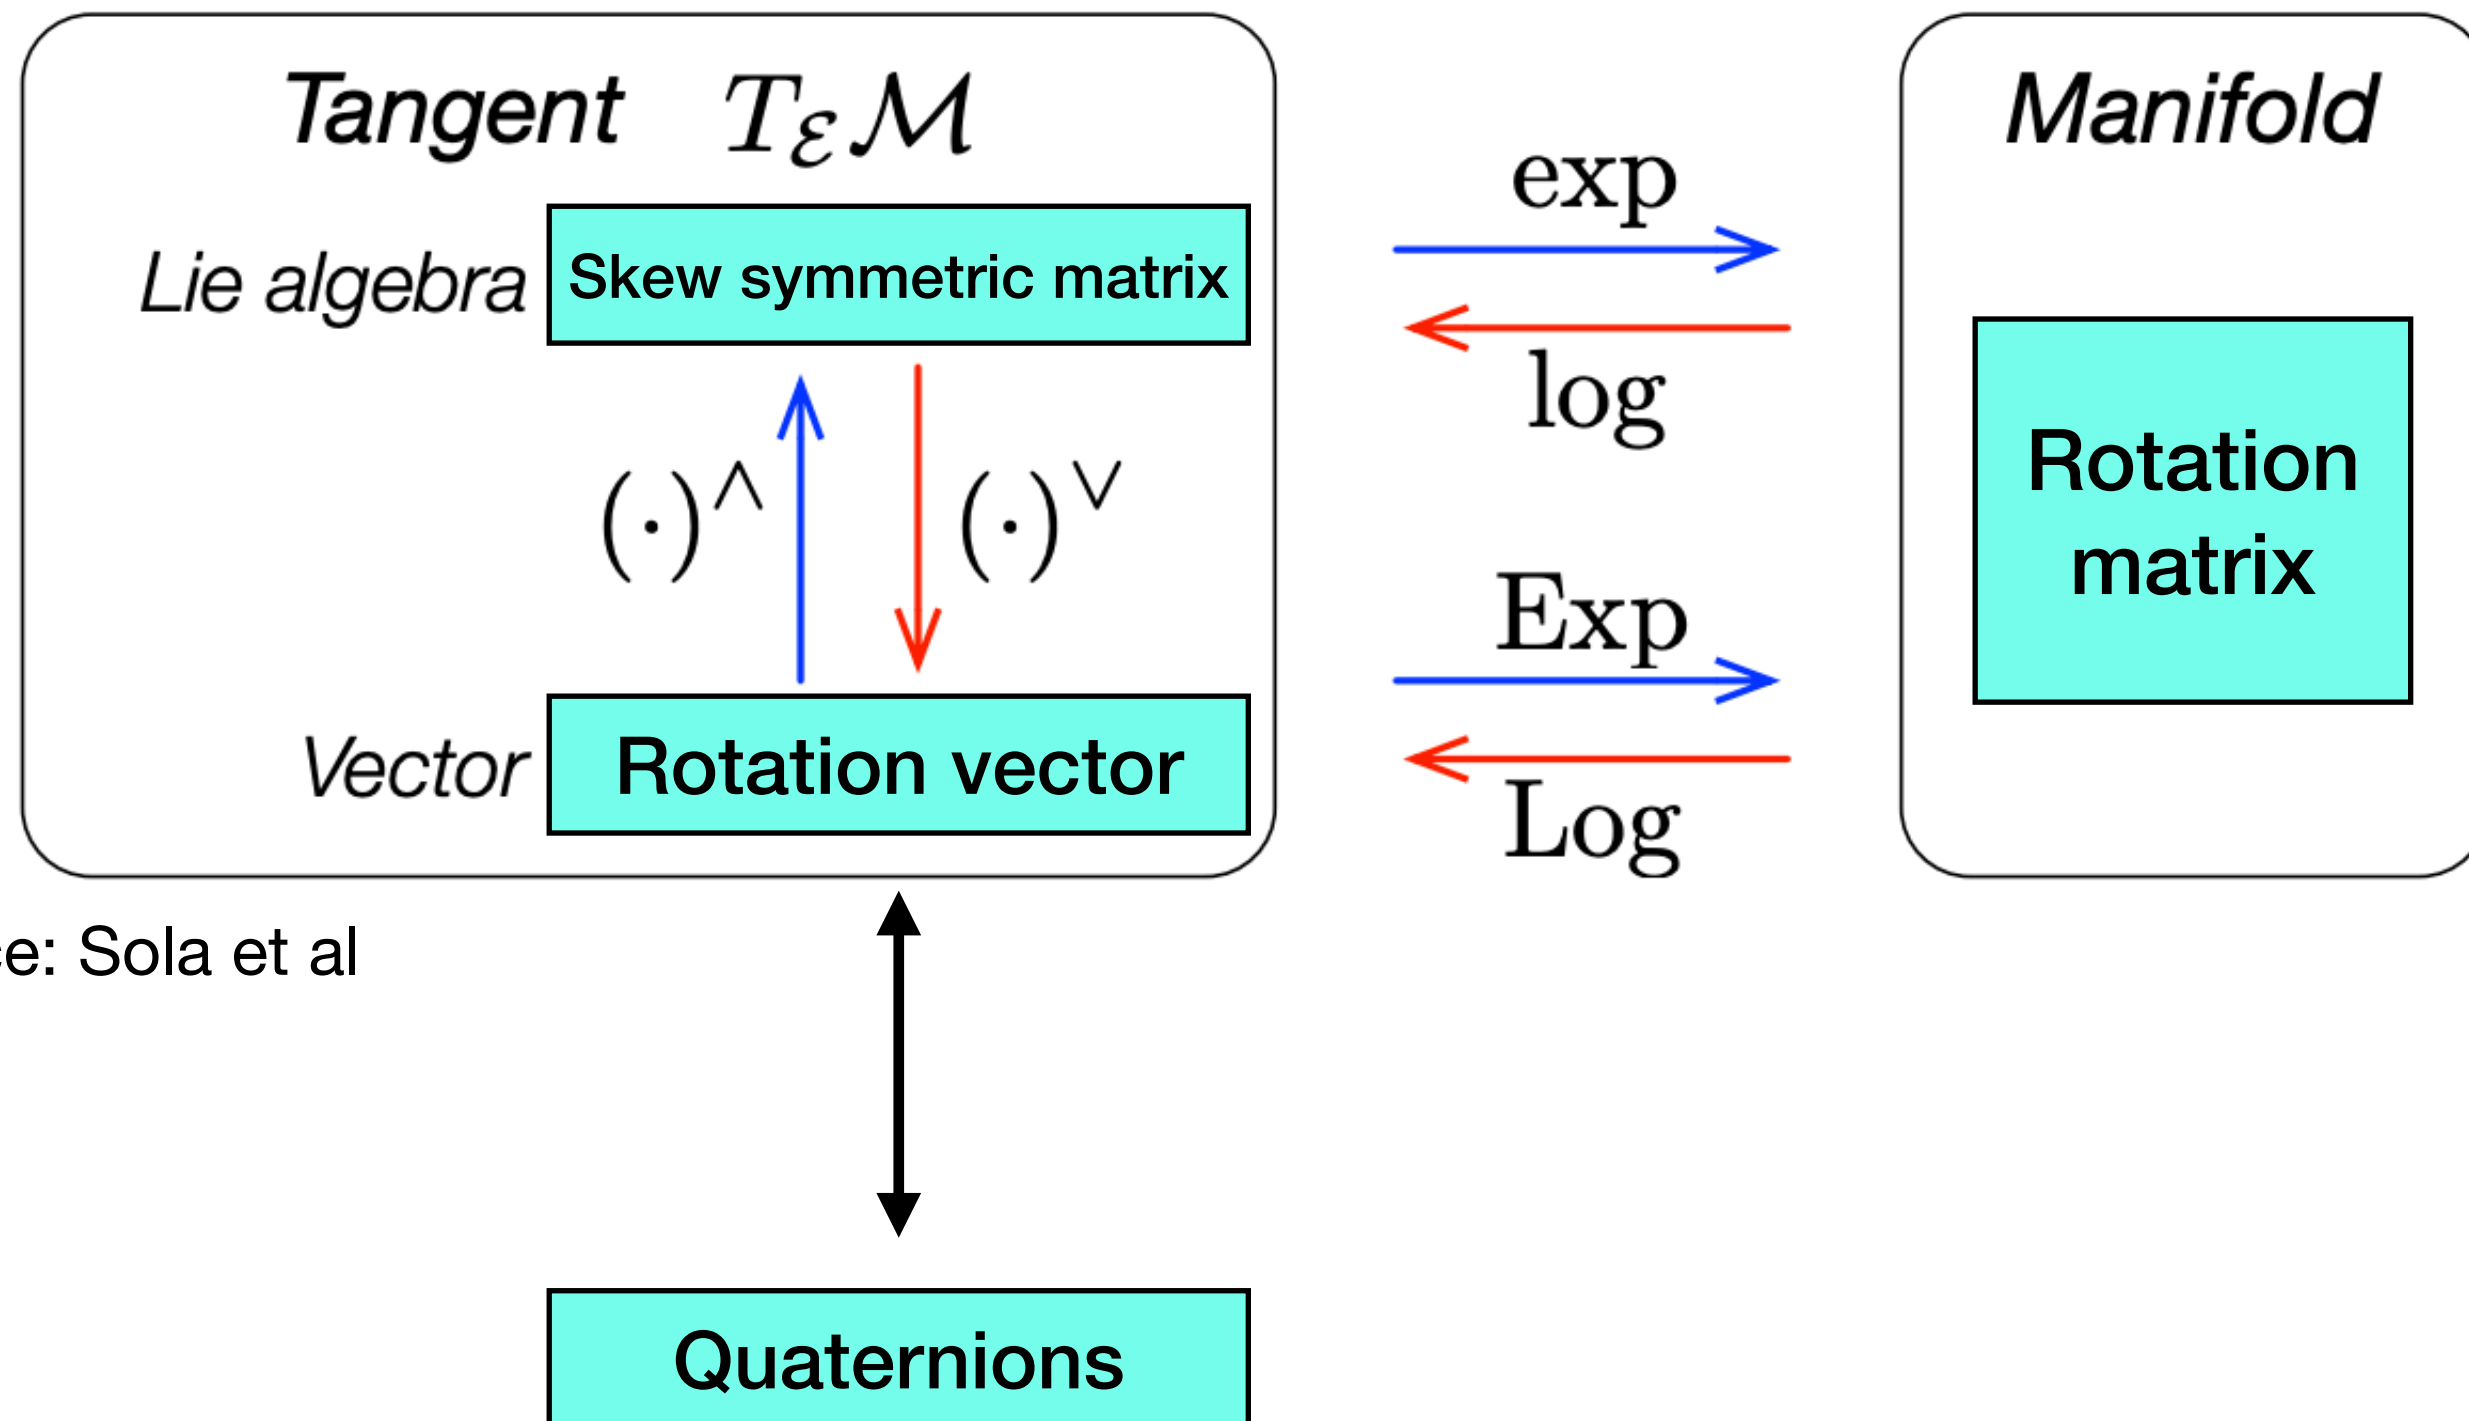 Tangent T_ℰ ℳ
Manifold
exp
Lie algebra
Skew symmetric matrix
log
Rotation
matrix
(·)^∧
(·)^∨
Exp
Vector
Rotation vector
Log
: Sola et al
Quaternions